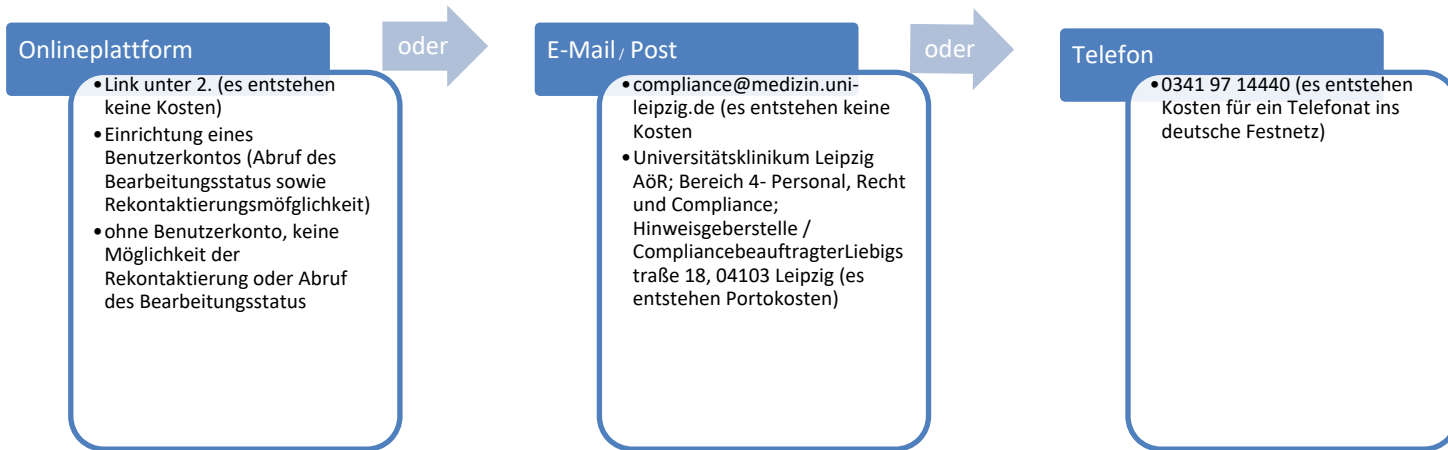 Onlineplattform
•Link unter 2. (es entstehen
keine Kosten)
•Einrichtung eines
Benutzerkontos (Abruf des
Bearbeitungsstatus sowie
Rekontaktierungsmöfglichkeit)
•ohne Benutzerkonto, keine
Möglichkeit der
Rekontaktierung oder Abruf
des Bearbeitungsstatus
oder
E-Mail / Post
•compliance@medizin.uni-
leipzig.de (es entstehen keine
Kosten
•Universitätsklinikum Leipzig
AöR; Bereich 4- Personal, Recht
und Compliance;
Hinweisgeberstelle /
CompliancebeauftragterLiebigs
traße 18, 04103 Leipzig (es
entstehen Portokosten)
oder
Telefon
•0341 97 14440 (es entstehen
Kosten für ein Telefonat ins
deutsche Festnetz)